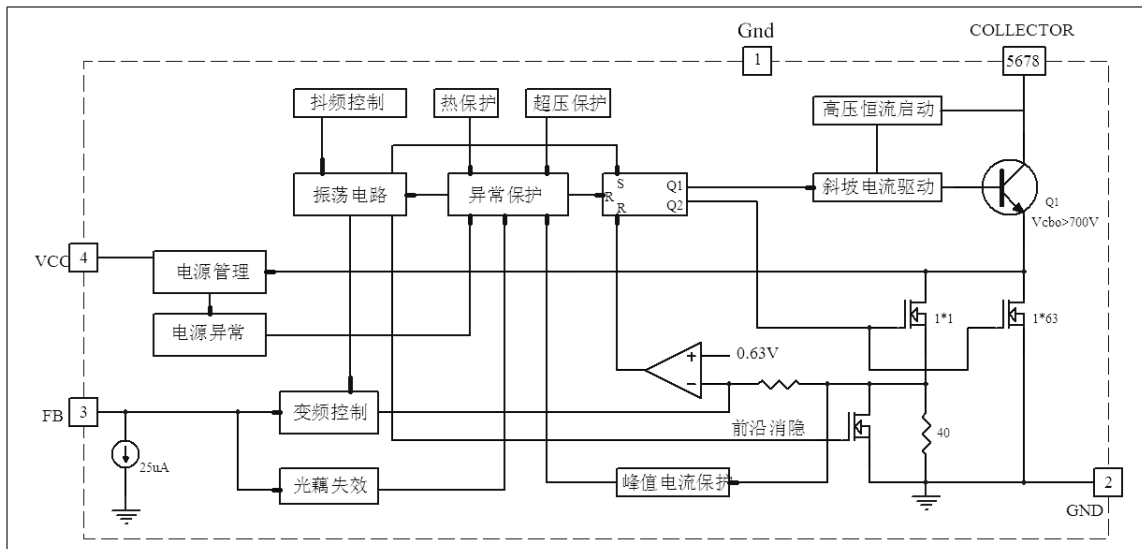 Gnd
COLLECTOR
1
5678
抖频控制
热保护
超压保护
高压恒流启动
振荡电路
异常保护
S
R
R
Q1
Q2
斜坡电流驱动
Q1
Vcbo>700V
VCC
4
电源管理
电源异常
1*1
1*63
+
0.63V
-
FB
3
变频控制
前沿消隐
40
25uA
光藕失效
峰值电流保护
2
GND